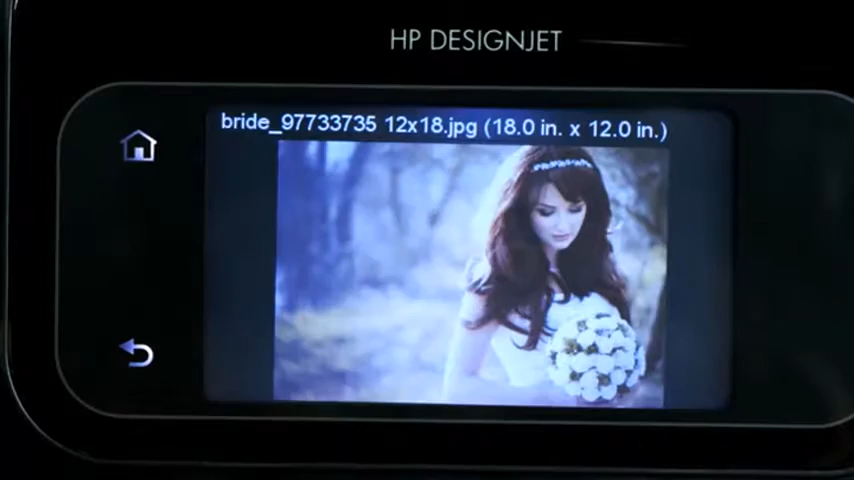 HP DESIGNJET
bride_97733735 12x18.jpg (18.0 in. x 12.0 in.)